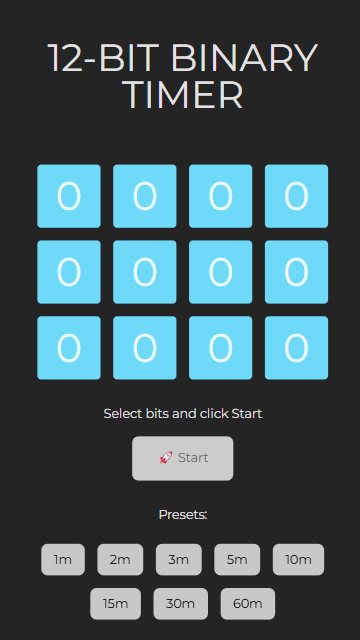 12-BIT BINARY
TIMER
0 0 0 0
0 0 0 0
0 0 0 0
Select bits and click Start
🚀 Start
Presets:
1m 2m 3m 5m 10m
15m 30m 60m